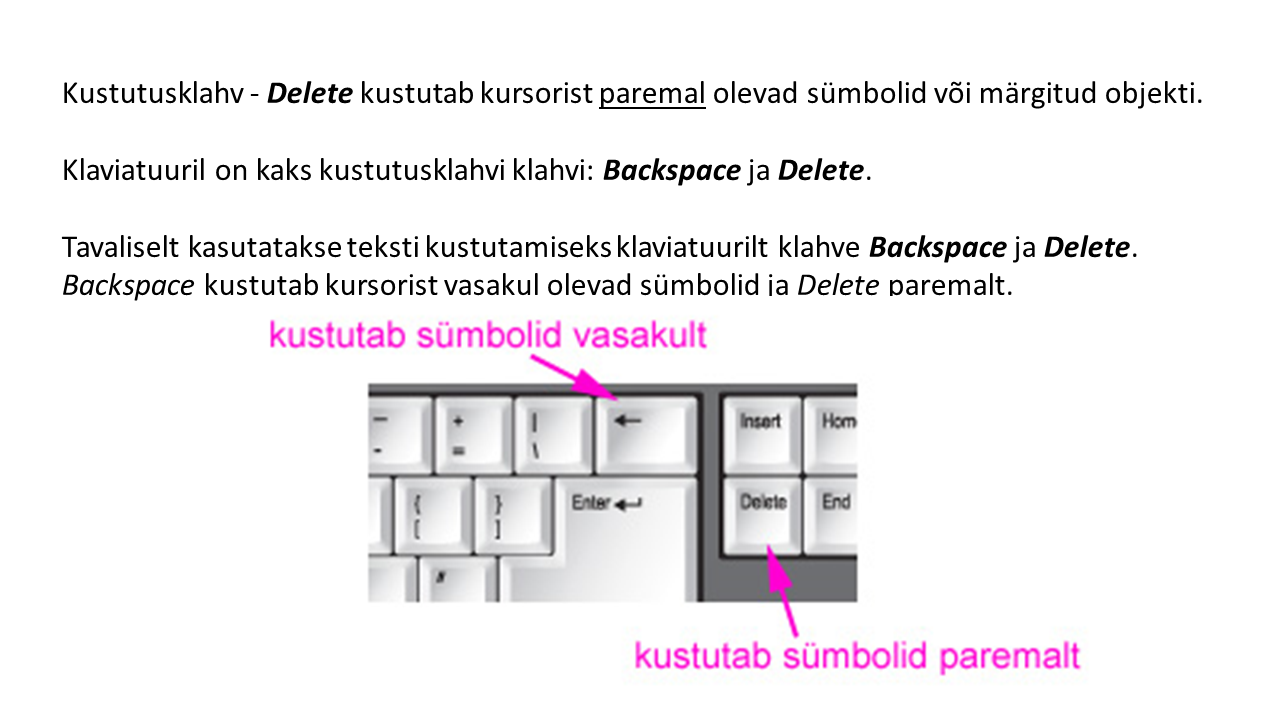 Kustutusklahv - Delete kustutab kursorist paremal olevad sümbolid või märgitud objekti.
Klaviatuuril on kaks kustutusklahvi klahvi: Backspace ja Delete.
Tavaliselt kasutatakse teksti kustutamiseks klaviatuurilt klahve Backspace ja Delete.
Backspace kustutab kursorist vasakul olevad sümbolid ja Delete paremalt.
kustutab sümbolid vasakult
— + | ← Insert Hom
- = \
{ } Enter ↵ Delete End
[ ]
"
kustutab sümbolid paremalt